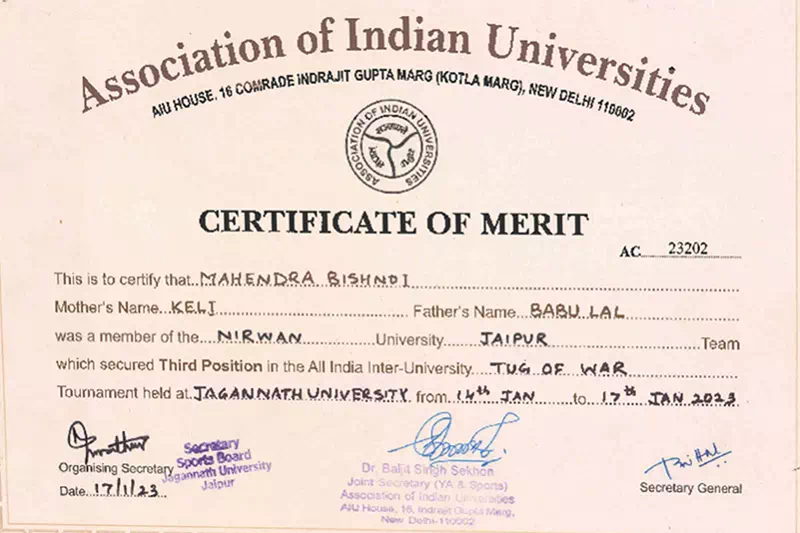 Association of Indian Universities
AIU HOUSE, 16 COMRADE INDRAJIT GUPTA MARG (KOTLA MARG), NEW DELHI 110002
ASSOCIATION OF INDIAN UNIVERSITIES
CERTIFICATE OF MERIT
AC 23202
This is to certify that MAHENDRA BISHNOI
Mother's Name KELI Father's Name BABU LAL
was a member of the NIRWAN University JAIPUR Team
which secured Third Position in the All India Inter-University TUG OF WAR
Tournament held at JAGANNATH UNIVERSITY from 14th JAN to 17th JAN 2023
Organising Secretary
Date 17/1/23
Secretary
Sports Board
Jagannath University
Jaipur
Dr. Baljit Singh Sekhon
Joint Secretary (YA & Sports)
Association of Indian Universities
AIU House, 16, Indrajit Gupta Marg,
New Delhi-110002
Secretary General